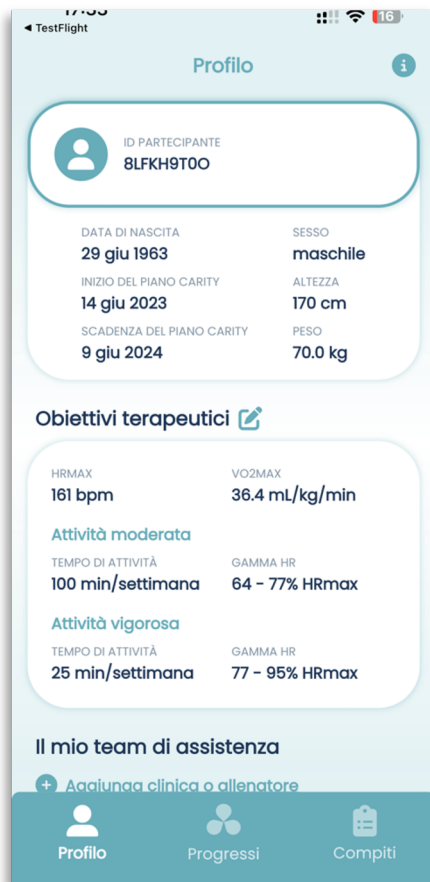 17:33
16
◀ TestFlight
Profilo
ID PARTECIPANTE
8LFKH9T0O
DATA DI NASCITA
29 giu 1963
SESSO
maschile
INIZIO DEL PIANO CARITY
14 giu 2023
ALTEZZA
170 cm
SCADENZA DEL PIANO CARITY
9 giu 2024
PESO
70.0 kg
Obiettivi terapeutici
HRMAX
161 bpm
VO2MAX
36.4 mL/kg/min
Attività moderata
TEMPO DI ATTIVITÀ
100 min/settimana
GAMMA HR
64 - 77% HRmax
Attività vigorosa
TEMPO DI ATTIVITÀ
25 min/settimana
GAMMA HR
77 - 95% HRmax
Il mio team di assistenza
Aggiunga clinica o allenatore
Profilo
Progressi
Compiti